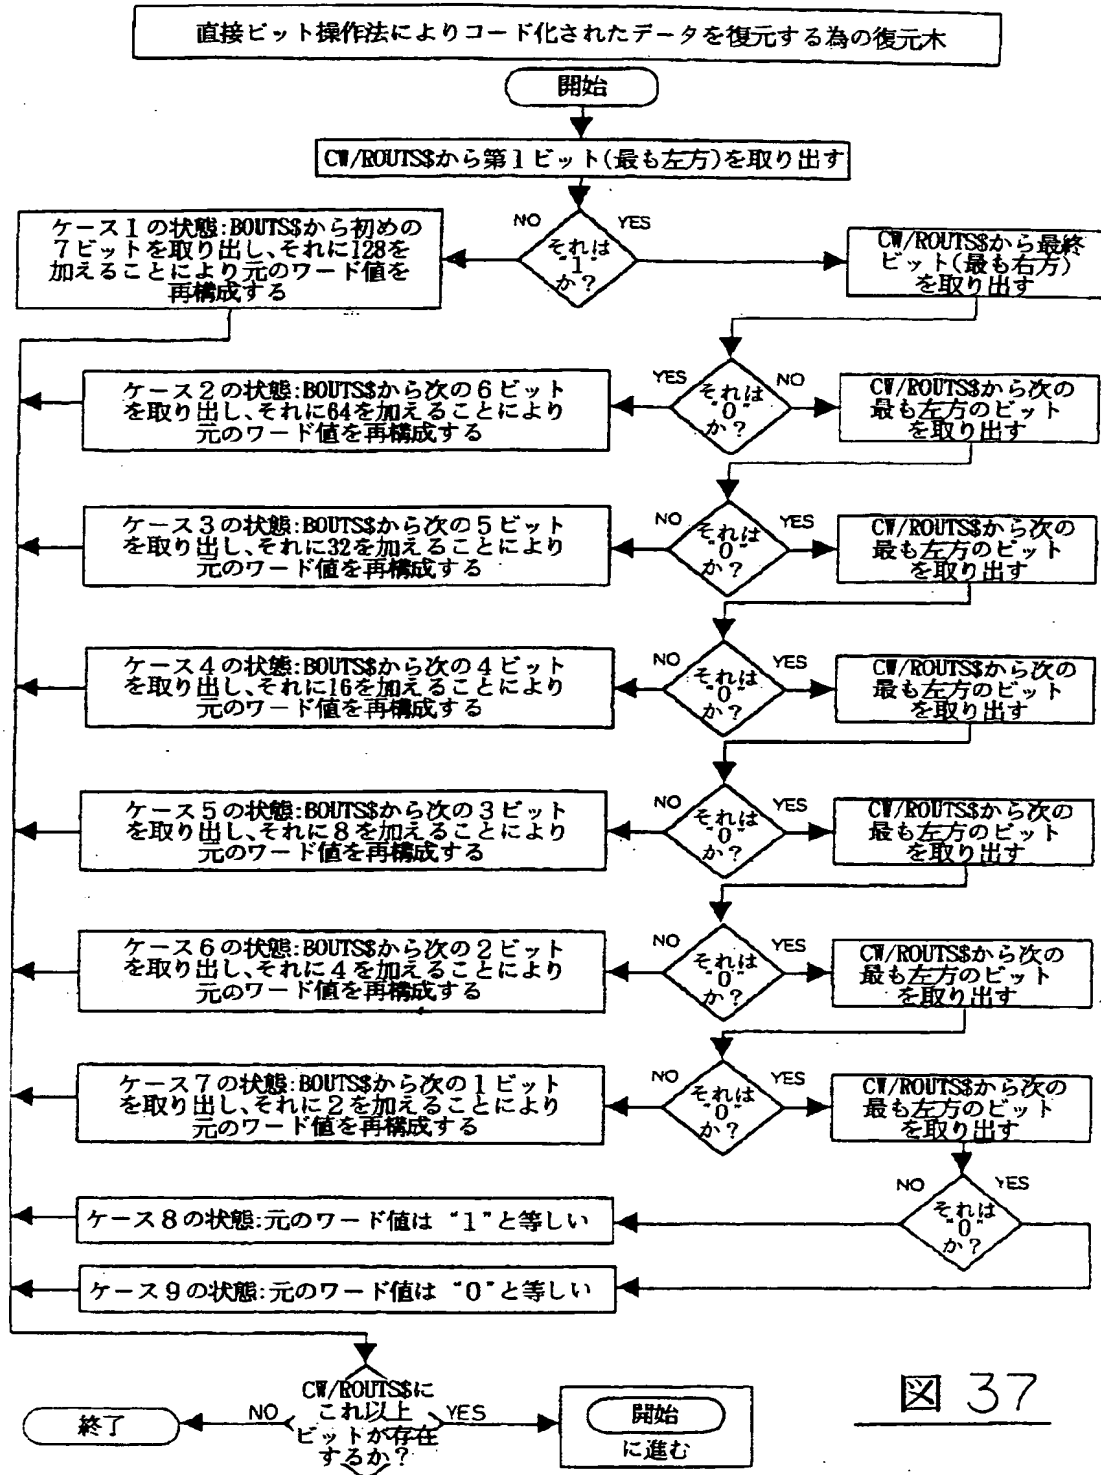 直接ビット操作法によりコード化されたデータを復元する為の復元木
開始
CW/ROUTS$から第1ビット(最も左方)を取り出す
NO
YES
それは
"1"
か?
ケース1の状態:BOUTS$から初めの
7ビットを取り出し、それに128を
加えることにより元のワード値を
再構成する
CW/ROUTS$から最終
ビット(最も右方)
を取り出す
YES
NO
それは
"0"
か?
ケース2の状態:BOUTS$から次の6ビット
を取り出し、それに64を加えることにより
元のワード値を再構成する
CW/ROUTS$から次の
最も左方のビット
を取り出す
NO
YES
それは
"0"
か?
ケース3の状態:BOUTS$から次の5ビット
を取り出し、それに32を加えることにより
元のワード値を再構成する
CW/ROUTS$から次の
最も左方のビット
を取り出す
NO
YES
それは
"0"
か?
ケース4の状態:BOUTS$から次の4ビット
を取り出し、それに16を加えることにより
元のワード値を再構成する
CW/ROUTS$から次の
最も左方のビット
を取り出す
NO
YES
それは
"0"
か?
ケース5の状態:BOUTS$から次の3ビット
を取り出し、それに8を加えることにより
元のワード値を再構成する
CW/ROUTS$から次の
最も左方のビット
を取り出す
NO
YES
それは
"0"
か?
ケース6の状態:BOUTS$から次の2ビット
を取り出し、それに4を加えることにより
元のワード値を再構成する
CW/ROUTS$から次の
最も左方のビット
を取り出す
NO
YES
それは
"0"
か?
ケース7の状態:BOUTS$から次の1ビット
を取り出し、それに2を加えることにより
元のワード値を再構成する
CW/ROUTS$から次の
最も左方のビット
を取り出す
NO
YES
それは
"0"
か?
ケース8の状態:元のワード値は "1"と等しい
ケース9の状態:元のワード値は "0"と等しい
CW/ROUTS$に
これ以上
ビットが存在
するか?
NO
YES
終了
開始
に進む
図 37